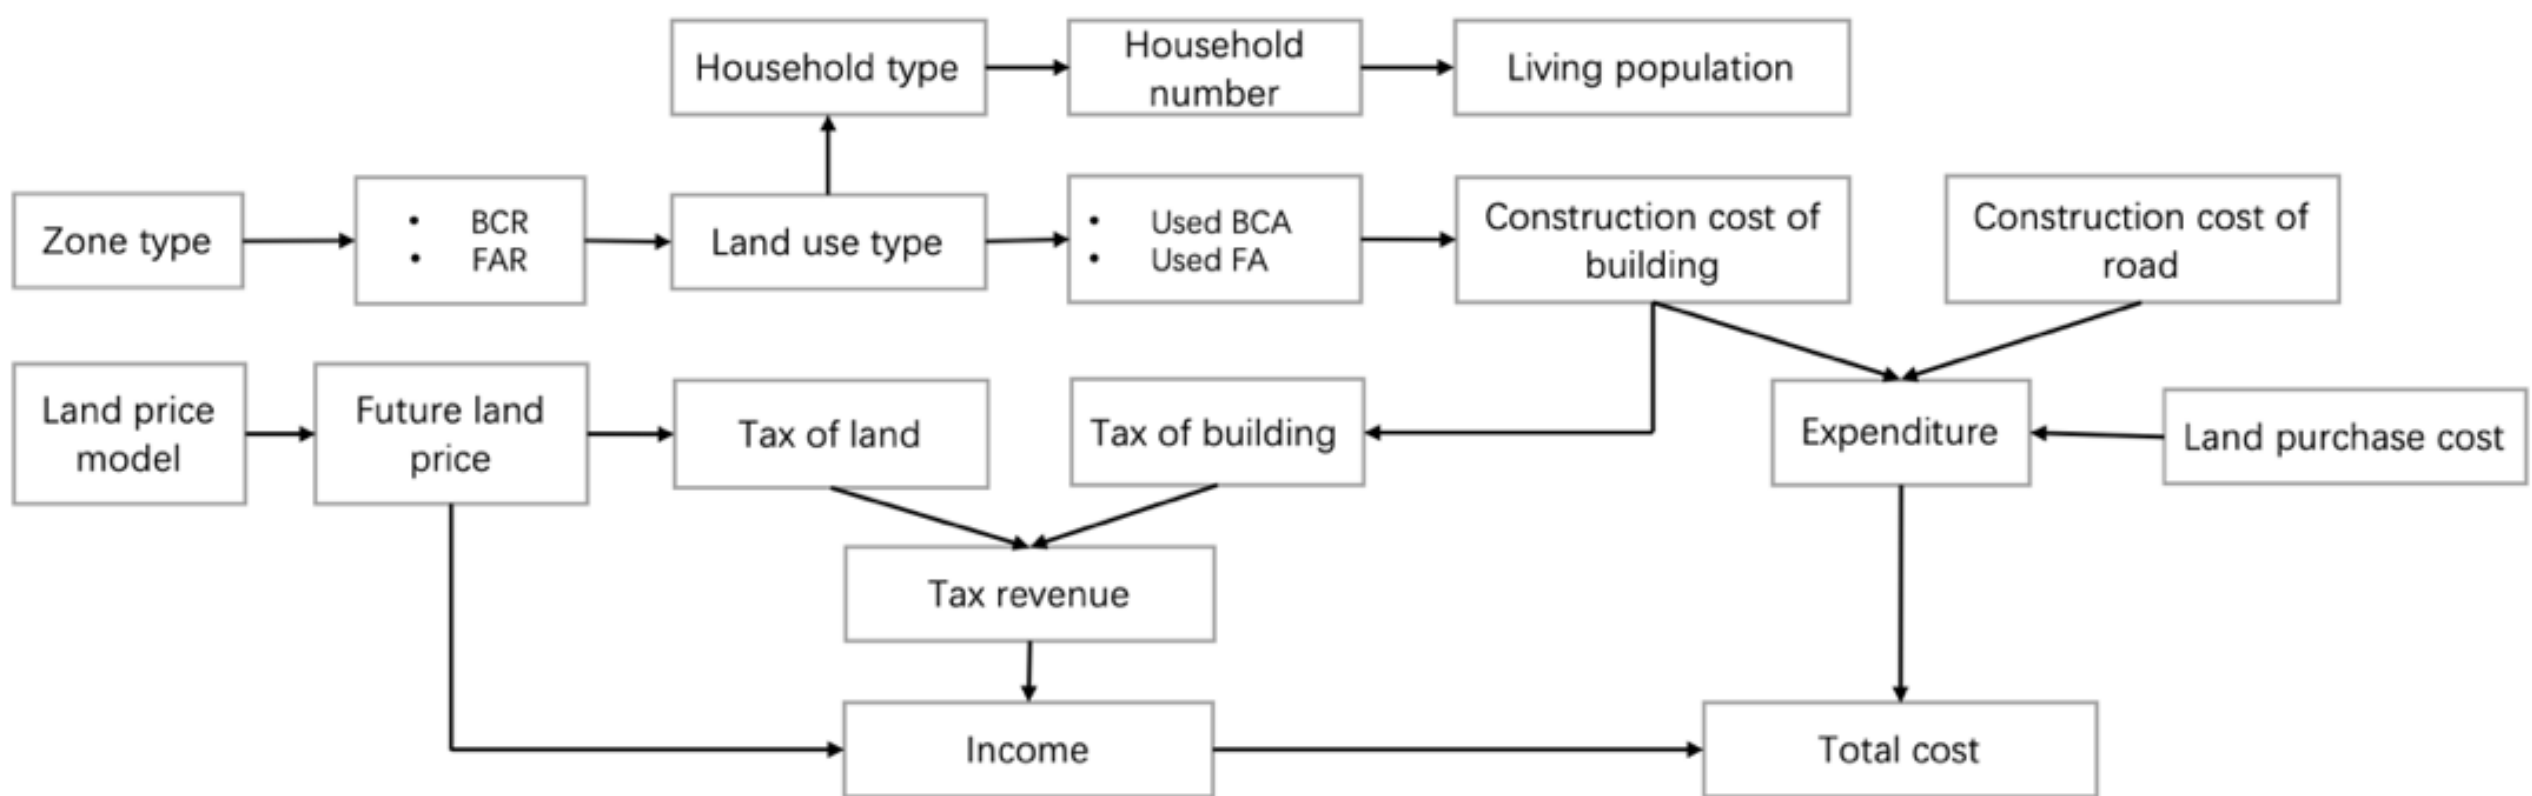 Household type
Household
number
Living population
Zone type
• BCR
• FAR
Land use type
• Used BCA
• Used FA
Construction cost of
building
Construction cost of
road
Land price
model
Future land
price
Tax of land
Tax of building
Expenditure
Land purchase cost
Tax revenue
Income
Total cost